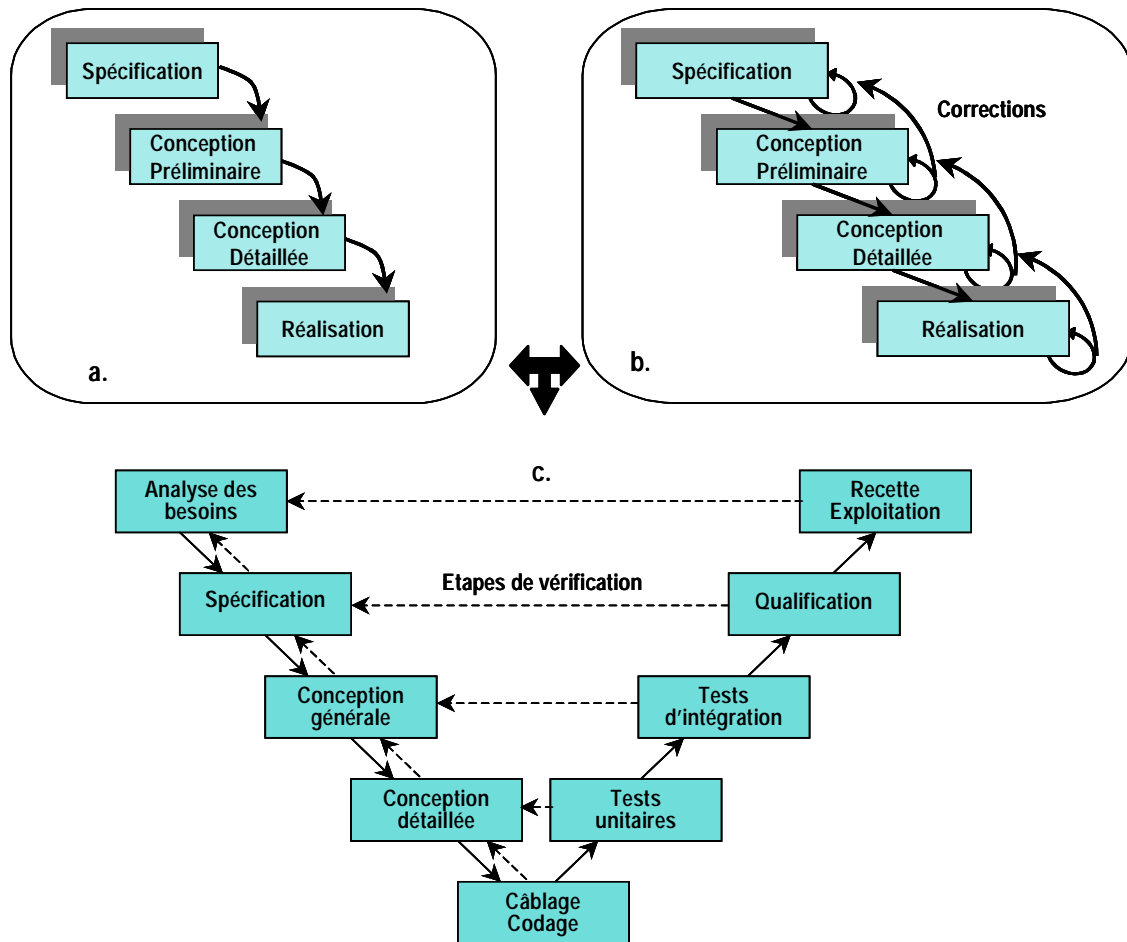 Spécification
Conception
Préliminaire
Conception
Détaillée
Réalisation
a.
Spécification
Corrections
Conception
Préliminaire
Conception
Détaillée
Réalisation
b.
c.
Analyse des
besoins
Recette
Exploitation
Etapes de vérification
Spécification
Qualification
Conception
générale
Tests
d'intégration
Conception
détaillée
Tests
unitaires
Câblage
Codage